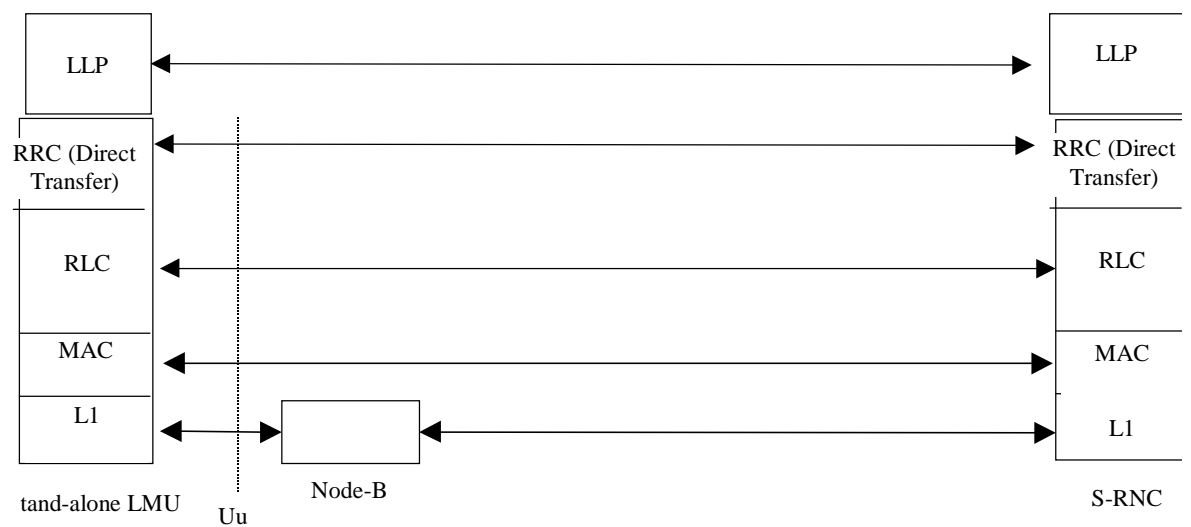 LLP
LLP
RRC (Direct
Transfer)
RRC (Direct
Transfer)
RLC
RLC
MAC
MAC
L1
L1
Node-B
tand-alone LMU
Uu
S-RNC